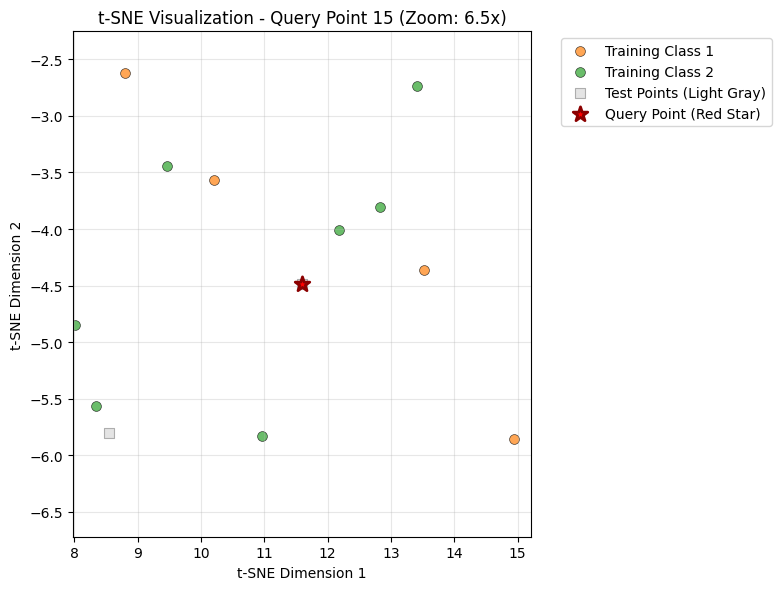 t-SNE Visualization - Query Point 15 (Zoom: 6.5x)
Training Class 1
Training Class 2
Test Points (Light Gray)
Query Point (Red Star)
t-SNE Dimension 2
−2.5
−3.0
−3.5
−4.0
−4.5
−5.0
−5.5
−6.0
−6.5
8 9 10 11 12 13 14 15
t-SNE Dimension 1